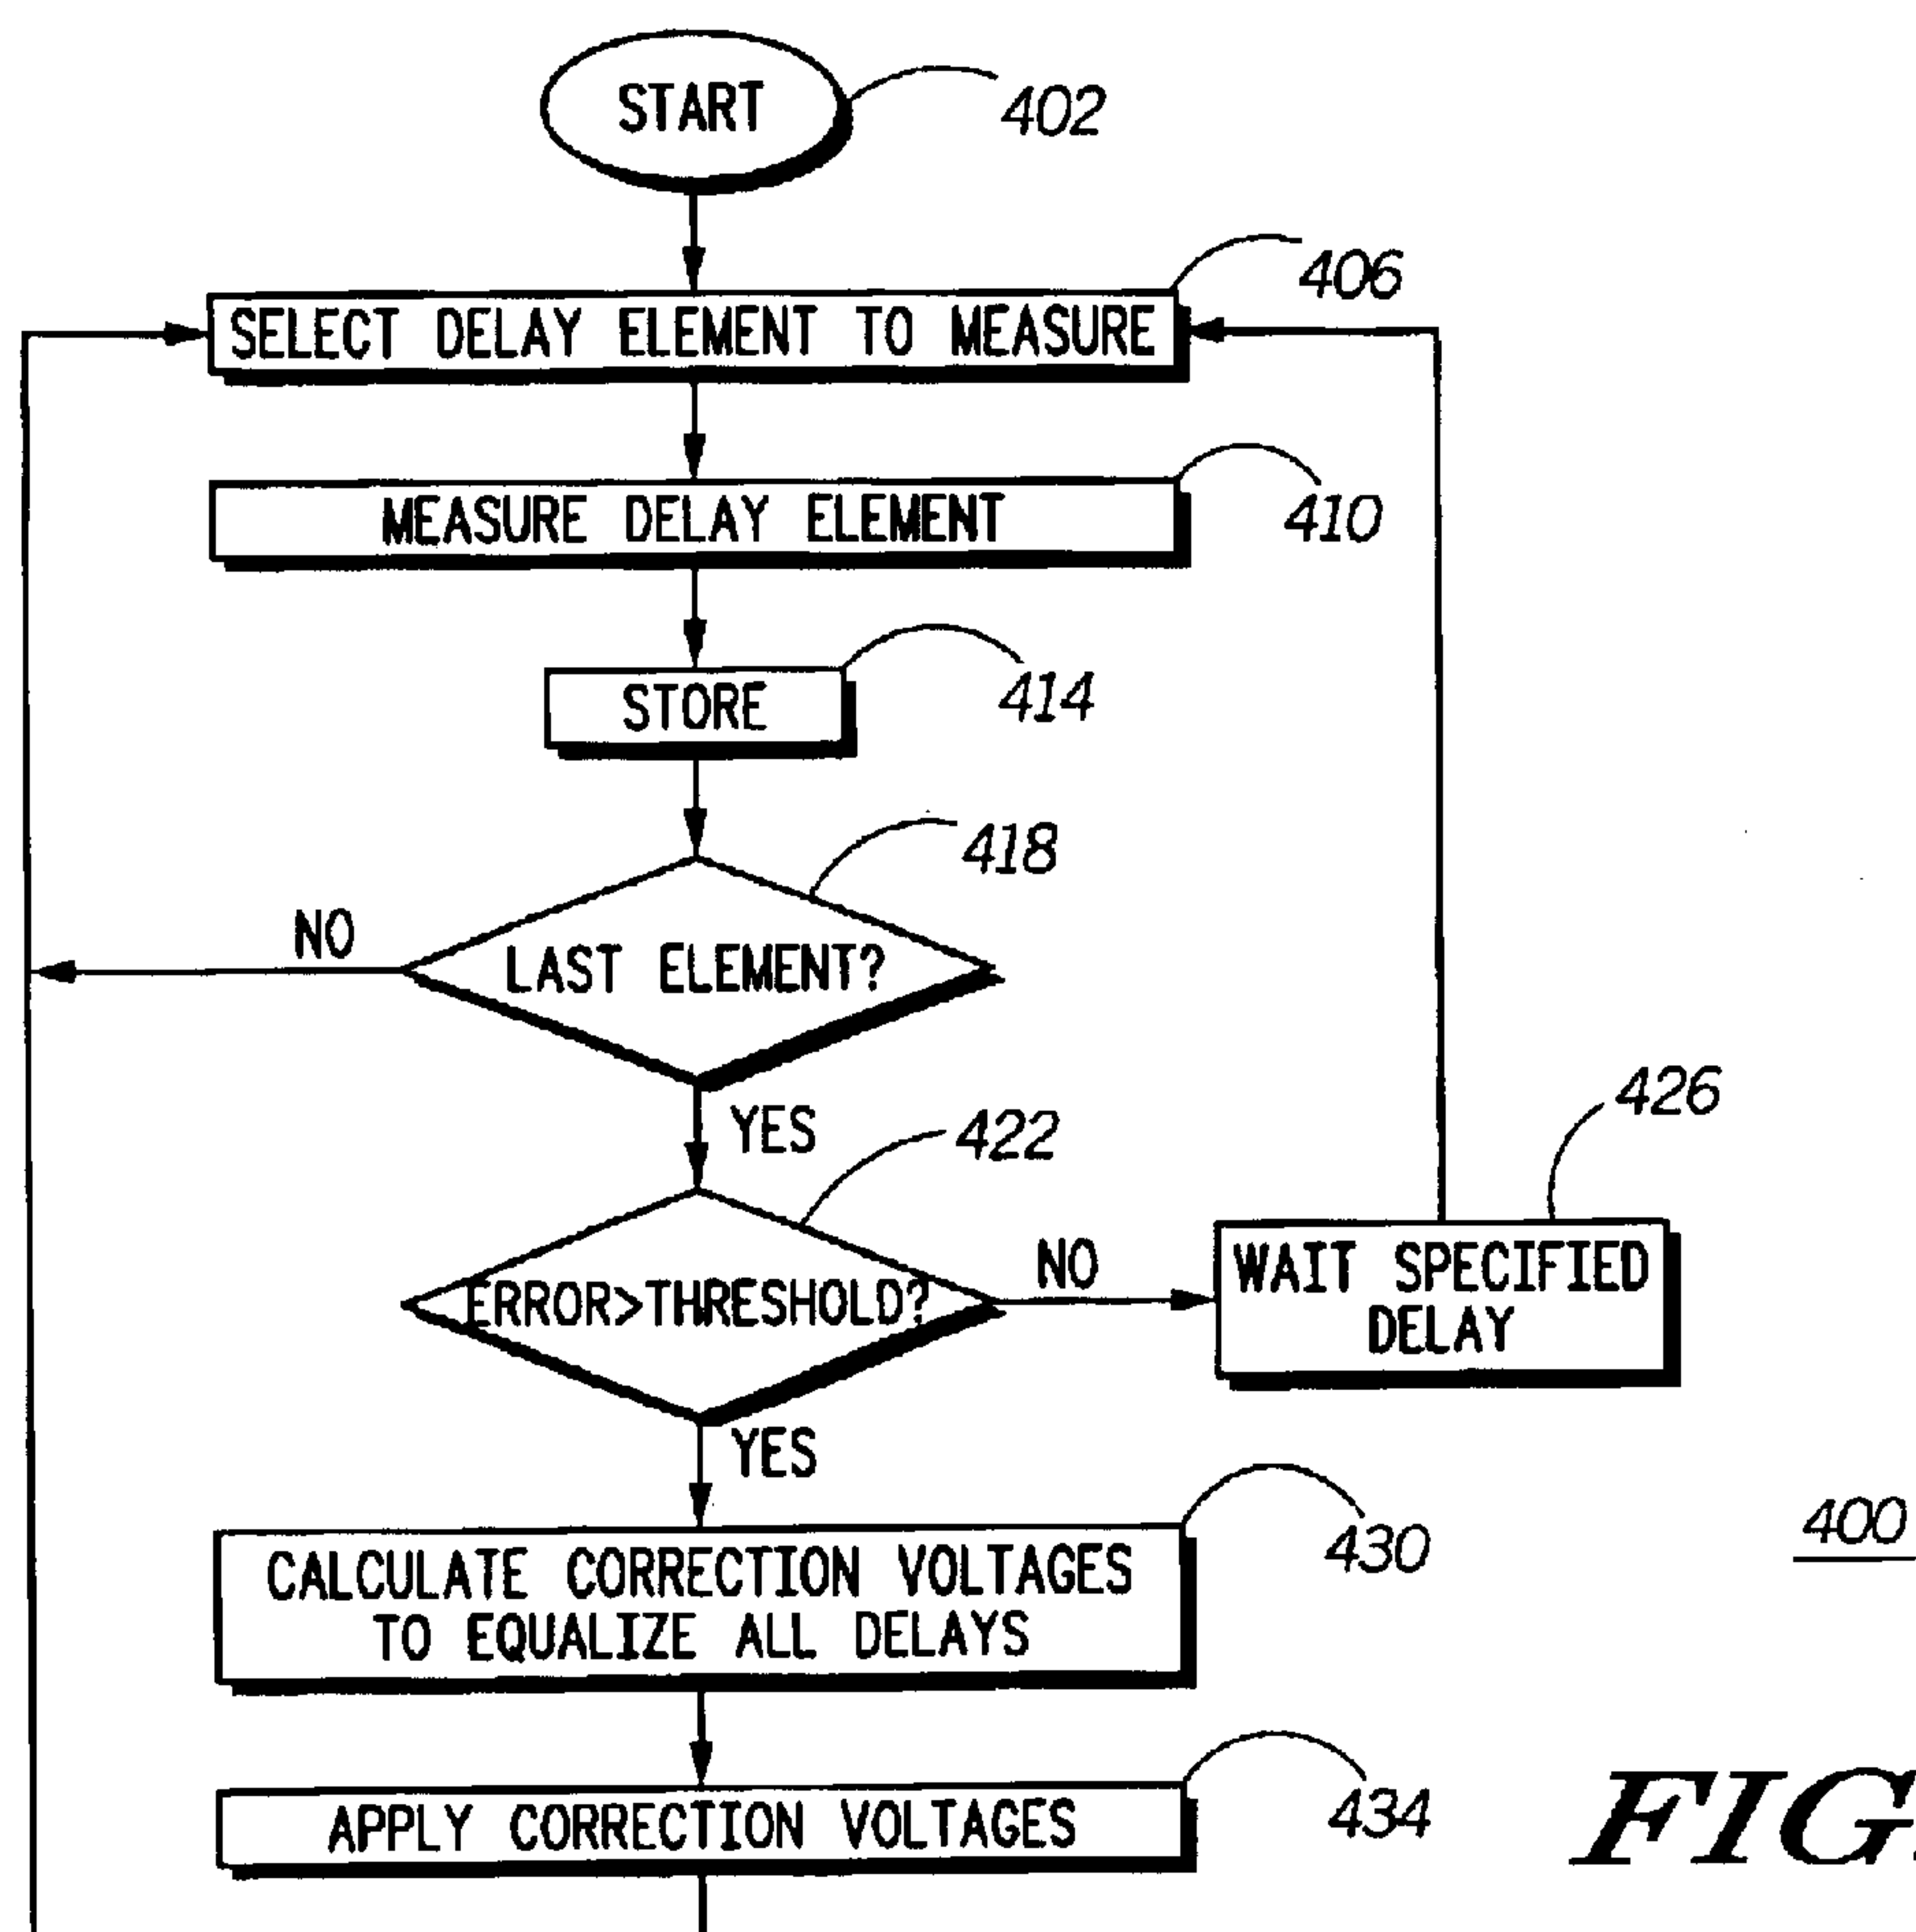 START
402
406
SELECT DELAY ELEMENT TO MEASURE
MEASURE DELAY ELEMENT
410
STORE
414
418
NO
LAST ELEMENT?
YES
422
426
ERROR>THRESHOLD?
NO
WAIT SPECIFIED
DELAY
YES
430
400
CALCULATE CORRECTION VOLTAGES
TO EQUALIZE ALL DELAYS
434
APPLY CORRECTION VOLTAGES
FIG.